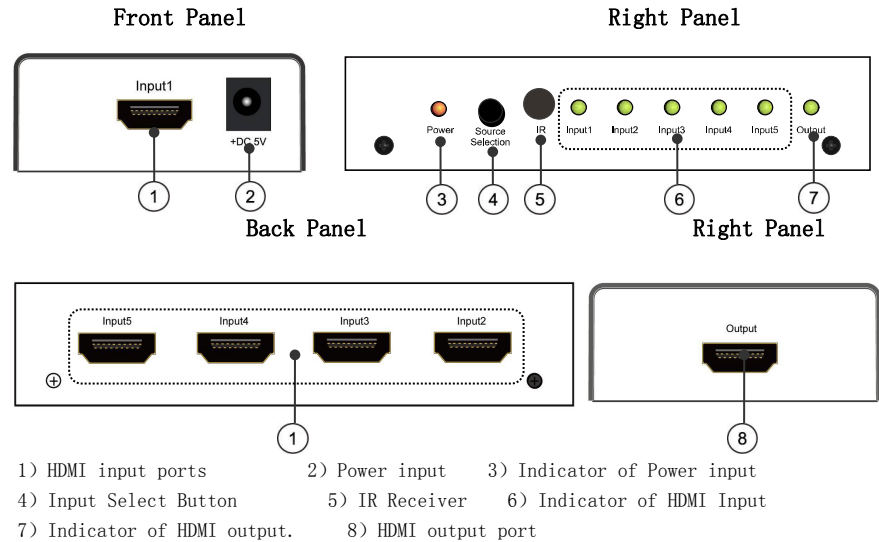 Front Panel
Right Panel
Input1
+DC 5V
Power
Source
Selection
IR
Input1
Input2
Input3
Input4
Input5
Output
1
2
3
4
5
6
7
Back Panel
Right Panel
Input5
Input4
Input3
Input2
Output
1
8
1）HDMI input ports 2）Power input 3）Indicator of Power input
4）Input Select Button 5）IR Receiver 6）Indicator of HDMI Input
7）Indicator of HDMI output. 8）HDMI output port